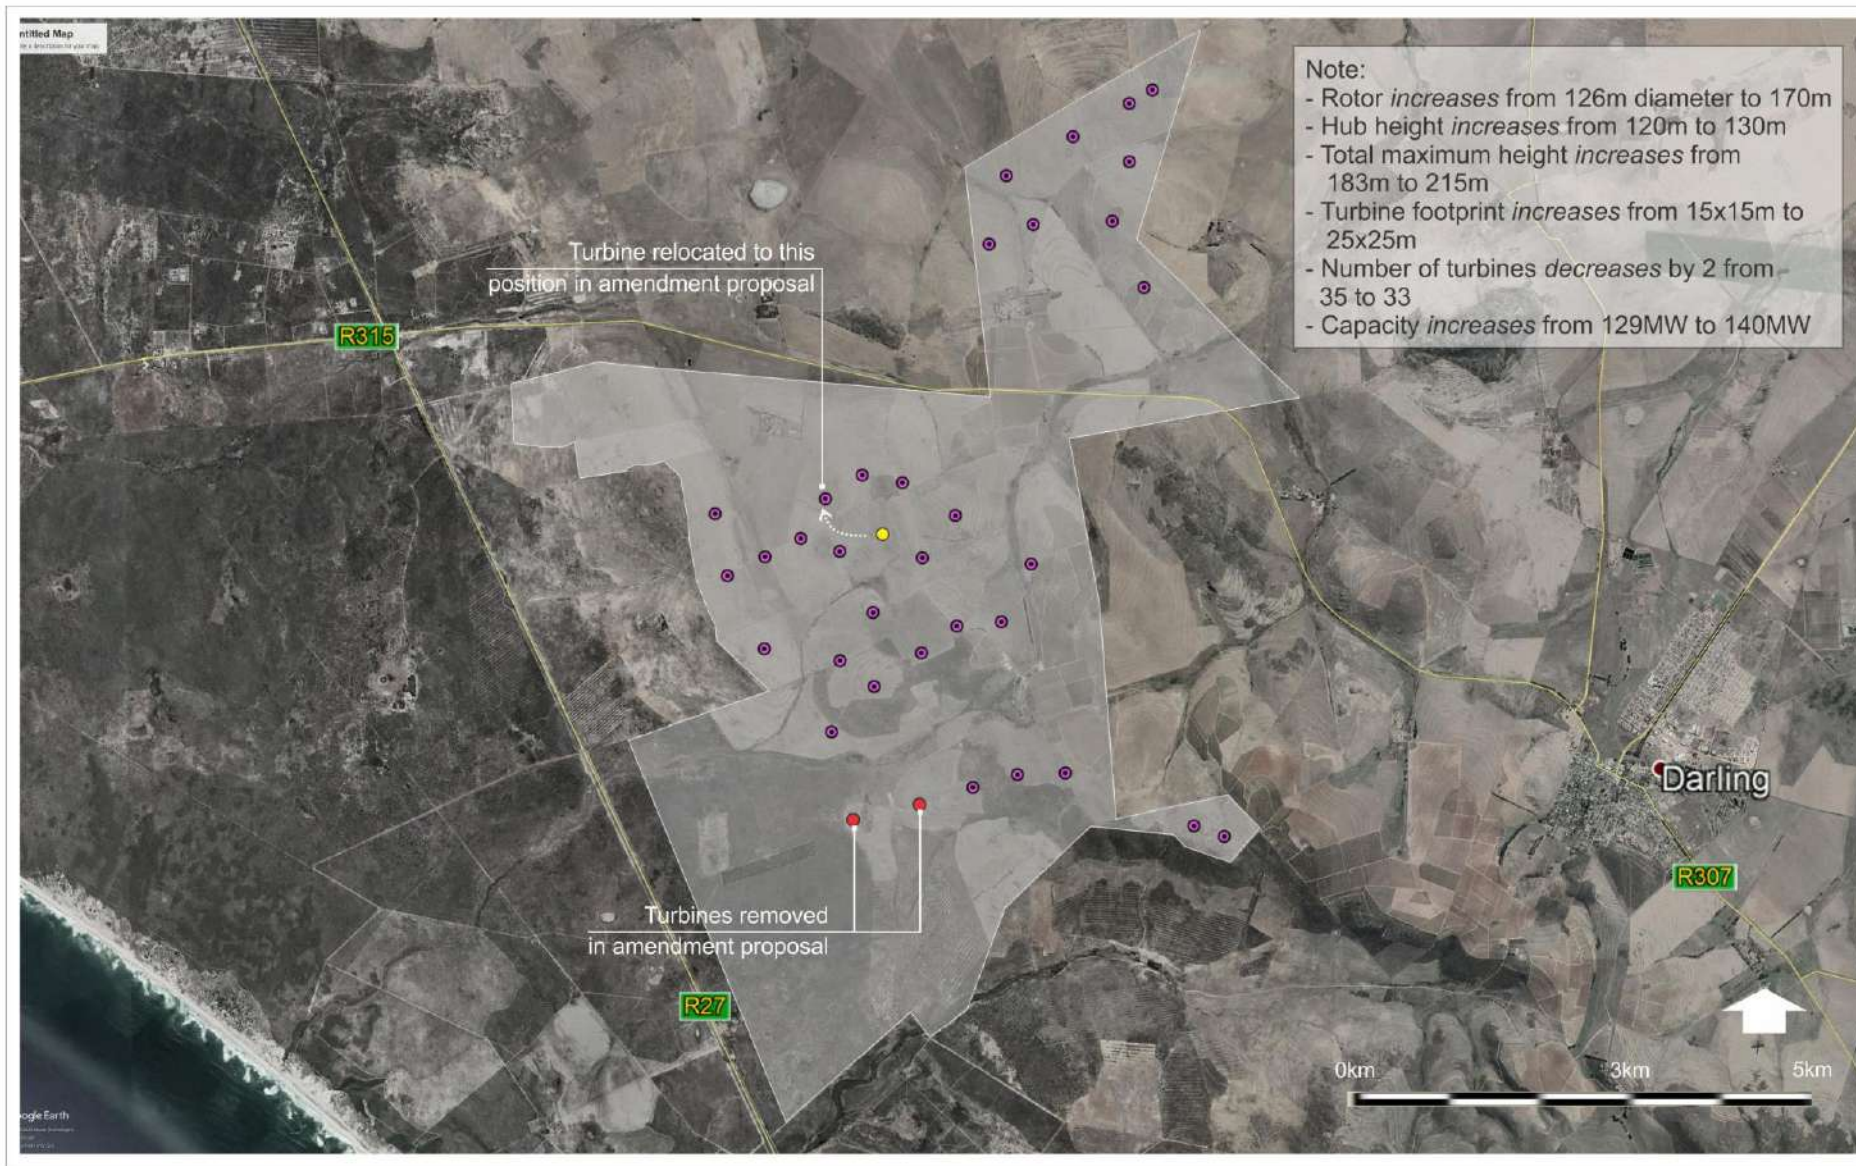 ntitled Map
Note:
- Rotor increases from 126m diameter to 170m
- Hub height increases from 120m to 130m
- Total maximum height increases from
183m to 215m
- Turbine footprint increases from 15x15m to
25x25m
- Number of turbines decreases by 2 from
35 to 33
- Capacity increases from 129MW to 140MW
Turbine relocated to this
position in amendment proposal
R315
Darling
R307
Turbines removed
in amendment proposal
R27
0km 3km 5km
oogle Earth